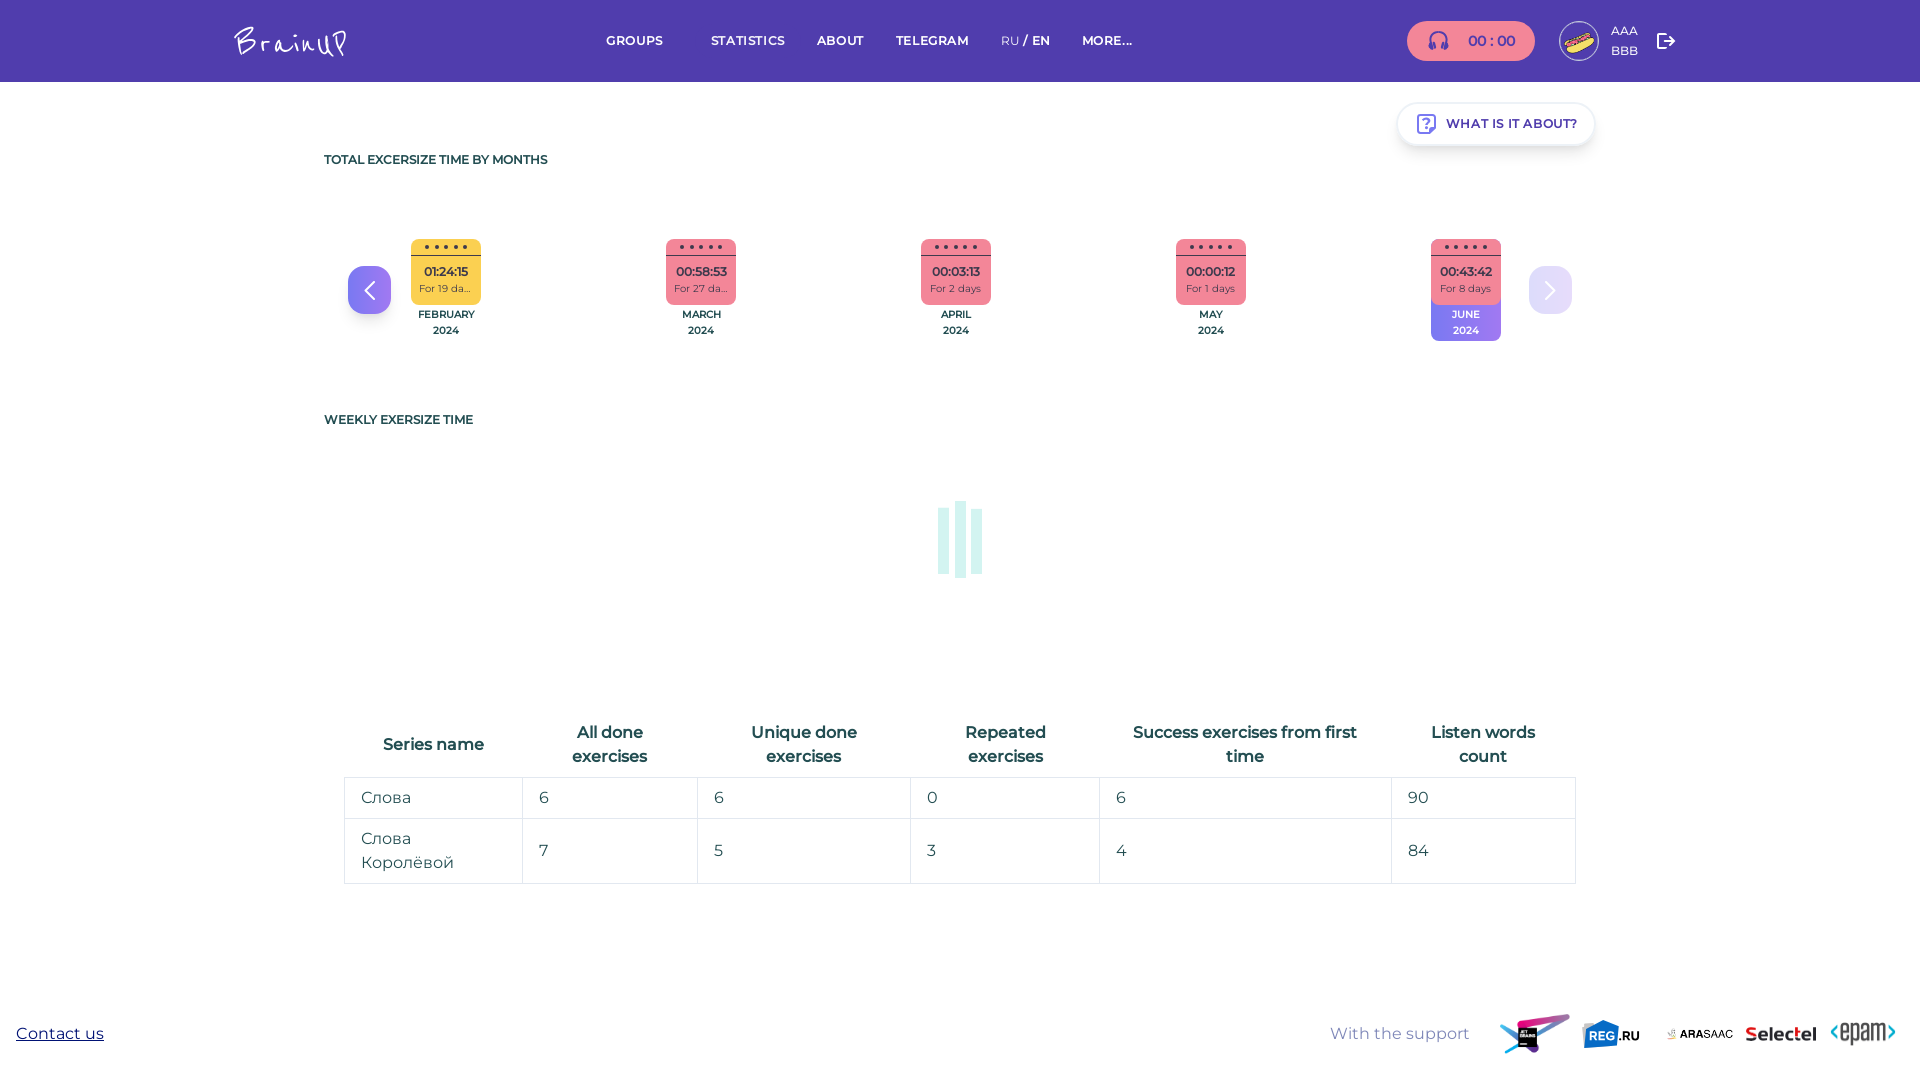 BrainUP
GROUPS STATISTICS ABOUT TELEGRAM RU / EN MORE...
00 : 00
AAA
BBB
WHAT IS IT ABOUT?
TOTAL EXCERSIZE TIME BY MONTHS
01:24:15
For 19 da...
FEBRUARY
2024
00:58:53
For 27 da...
MARCH
2024
00:03:13
For 2 days
APRIL
2024
00:00:12
For 1 days
MAY
2024
00:43:42
For 8 days
JUNE
2024
WEEKLY EXERSIZE TIME
Series name
All done
exercises
Unique done
exercises
Repeated
exercises
Success exercises from first
time
Listen words
count
Слова 6 6 0 6 90
Слова
Королёвой
7 5 3 4 84
Contact us
With the support
JET
BRAINS
REG.RU
ARASAAC
Selectel
<epam>